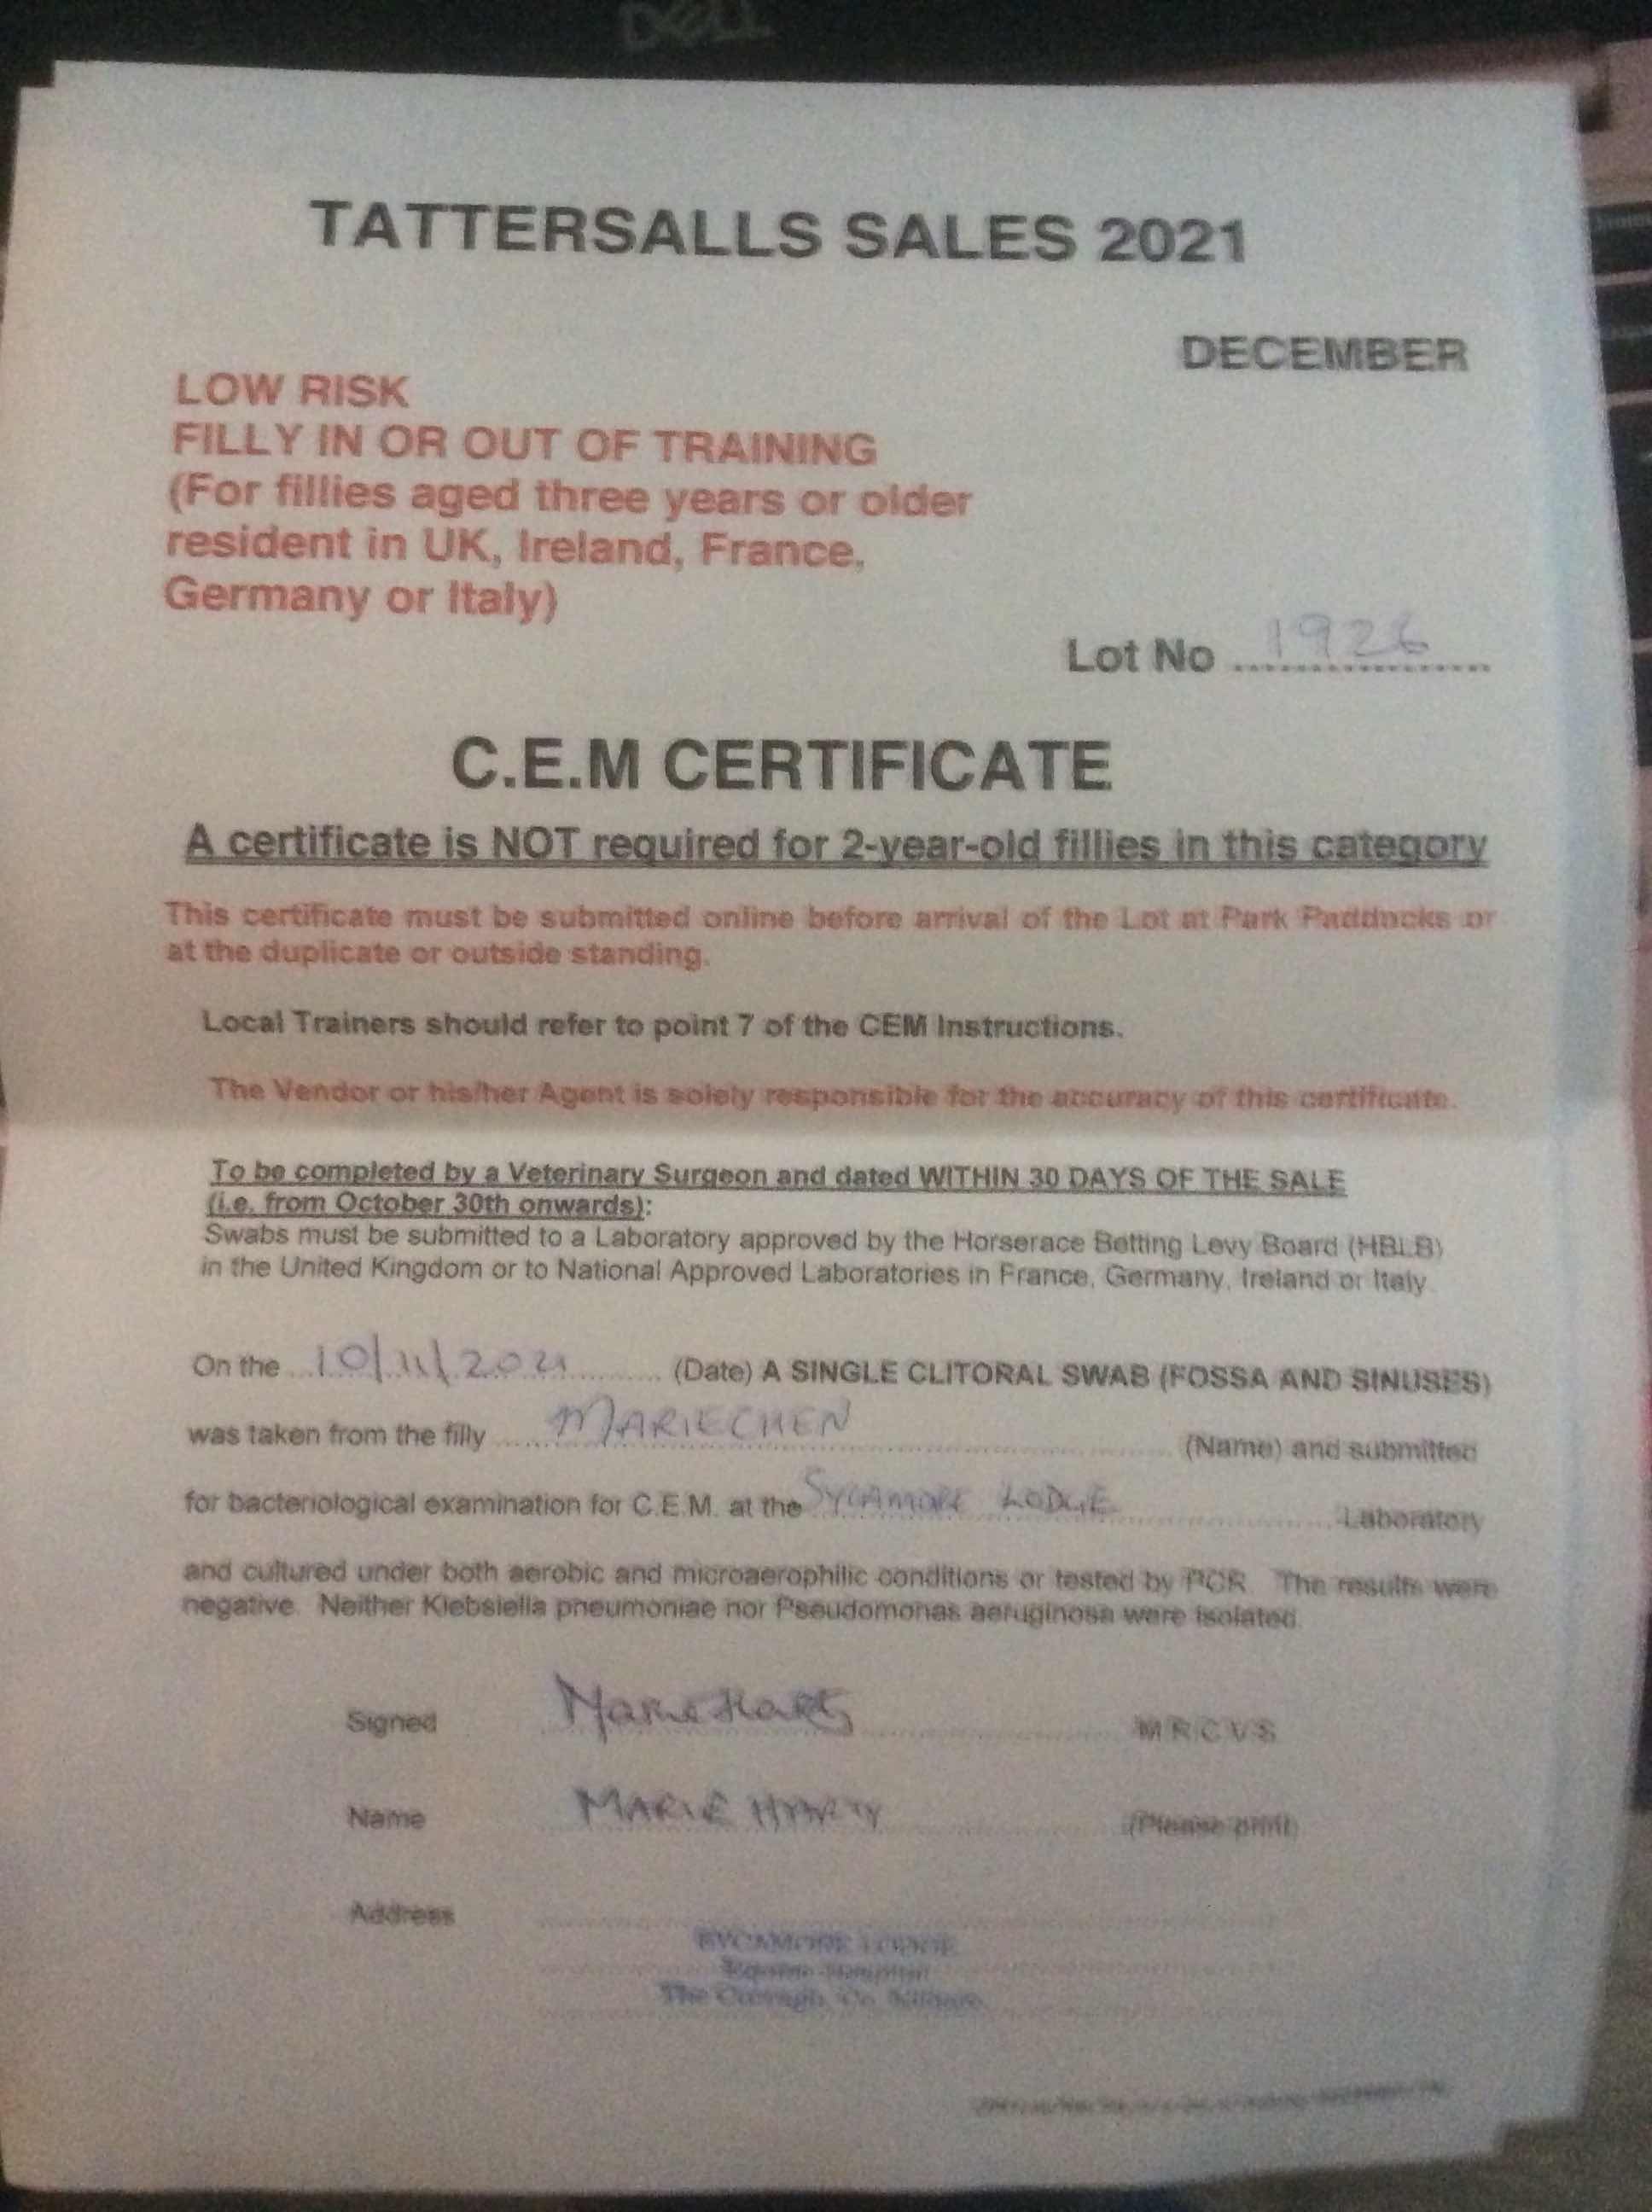 DELL
TATTERSALLS SALES 2021
DECEMBER
LOW RISK
FILLY IN OR OUT OF TRAINING
(For fillies aged three years or older
resident in UK, Ireland, France,
Germany or Italy)
Lot No 1926
C.E.M CERTIFICATE
A certificate is NOT required for 2-year-old fillies in this category
This certificate must be submitted online before arrival of the Lot at Park Paddocks or
at the duplicate or outside standing.
Local Trainers should refer to point 7 of the CEM Instructions.
The Vendor or his/her Agent is solely responsible for the accuracy of this certificate.
To be completed by a Veterinary Surgeon and dated WITHIN 30 DAYS OF THE SALE
(i.e. from October 30th onwards):
Swabs must be submitted to a Laboratory approved by the Horserace Betting Levy Board (HBLB)
in the United Kingdom or to National Approved Laboratories in France, Germany, Ireland or Italy.
On the 10/11/2021 (Date) A SINGLE CLITORAL SWAB (FOSSA AND SINUSES)
was taken from the filly MARIECHEN (Name) and submitted
for bacteriological examination for C.E.M. at the SYCAMORE LODGE Laboratory
and cultured under both aerobic and microaerophilic conditions or tested by PCR. The results were
negative. Neither Klebsiella pneumoniae nor Pseudomonas aeruginosa were isolated.
Signed M R C V S
Name MARIE (Please print)
Address
SYCAMORE LODGE
Equine Hospital
The Curragh, Co. Kildare